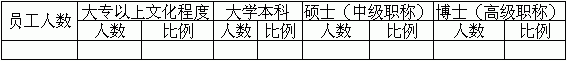 员工人数 大专以上文化程度 大学本科 硕士（中级职称） 博士（高级职称）
人数 比例 人数 比例 人数 比例 人数 比例